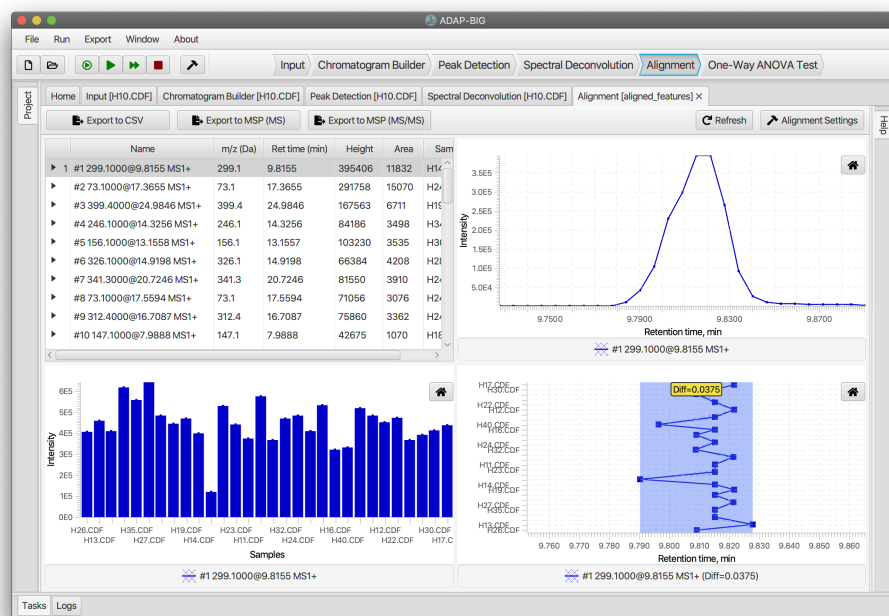 ADAP-BIG
File Run Export Window About
Input Chromatogram Builder Peak Detection Spectral Deconvolution Alignment One-Way ANOVA Test
Project
Home Input [H10.CDF] Chromatogram Builder [H10.CDF] Peak Detection [H10.CDF] Spectral Deconvolution [H10.CDF] Alignment [aligned_features] ×
Help
Export to CSV Export to MSP (MS) Export to MSP (MS/MS) Refresh Alignment Settings
Name m/z (Da) Ret time (min) Height Area Sam
1 #1 299.1000@9.8155 MS1+ 299.1 9.8155 395406 11832 H14
#2 73.1000@17.3655 MS1+ 73.1 17.3655 291758 15070 H24
#3 399.4000@24.9846 MS1+ 399.4 24.9846 167563 6711 H19
#4 246.1000@14.3256 MS1+ 246.1 14.3256 84186 3498 H34
#5 156.1000@13.1558 MS1+ 156.1 13.1557 103230 3535 H30
#6 326.1000@14.9198 MS1+ 326.1 14.9198 66384 4208 H28
#7 341.3000@20.7246 MS1+ 341.3 20.7246 81550 3910 H24
#8 73.1000@17.5594 MS1+ 73.1 17.5594 71056 3076 H24
#9 312.4000@16.7087 MS1+ 312.4 16.7087 75860 3362 H24
#10 147.1000@7.9888 MS1+ 147.1 7.9888 42675 1070 H18
Intensity
3.5E5
3.0E5
2.5E5
2.0E5
1.5E5
1.0E5
5.0E4
9.7500 9.7900 9.8300 9.8700
Retention time, min
#1 299.1000@9.8155 MS1+
Intensity
6E5
5E5
4E5
3E5
2E5
1E5
0E0
H26.CDF H35.CDF H19.CDF H23.CDF H32.CDF H16.CDF H12.CDF H30.CDF
H13.CDF H27.CDF H14.CDF H11.CDF H24.CDF H40.CDF H22.CDF H17.C
Samples
#1 299.1000@9.8155 MS1+
Diff=0.0375
H17.CDF
H30.CDF
H22.CDF
H12.CDF
H40.CDF
H16.CDF
H24.CDF
H32.CDF
H11.CDF
H23.CDF
H14.CDF
H19.CDF
H27.CDF
H35.CDF
H13.CDF
H26.CDF
9.760 9.770 9.780 9.790 9.800 9.810 9.820 9.830 9.840 9.850 9.860
Retention time, min
#1 299.1000@9.8155 MS1+ (Diff=0.0375)
Tasks Logs